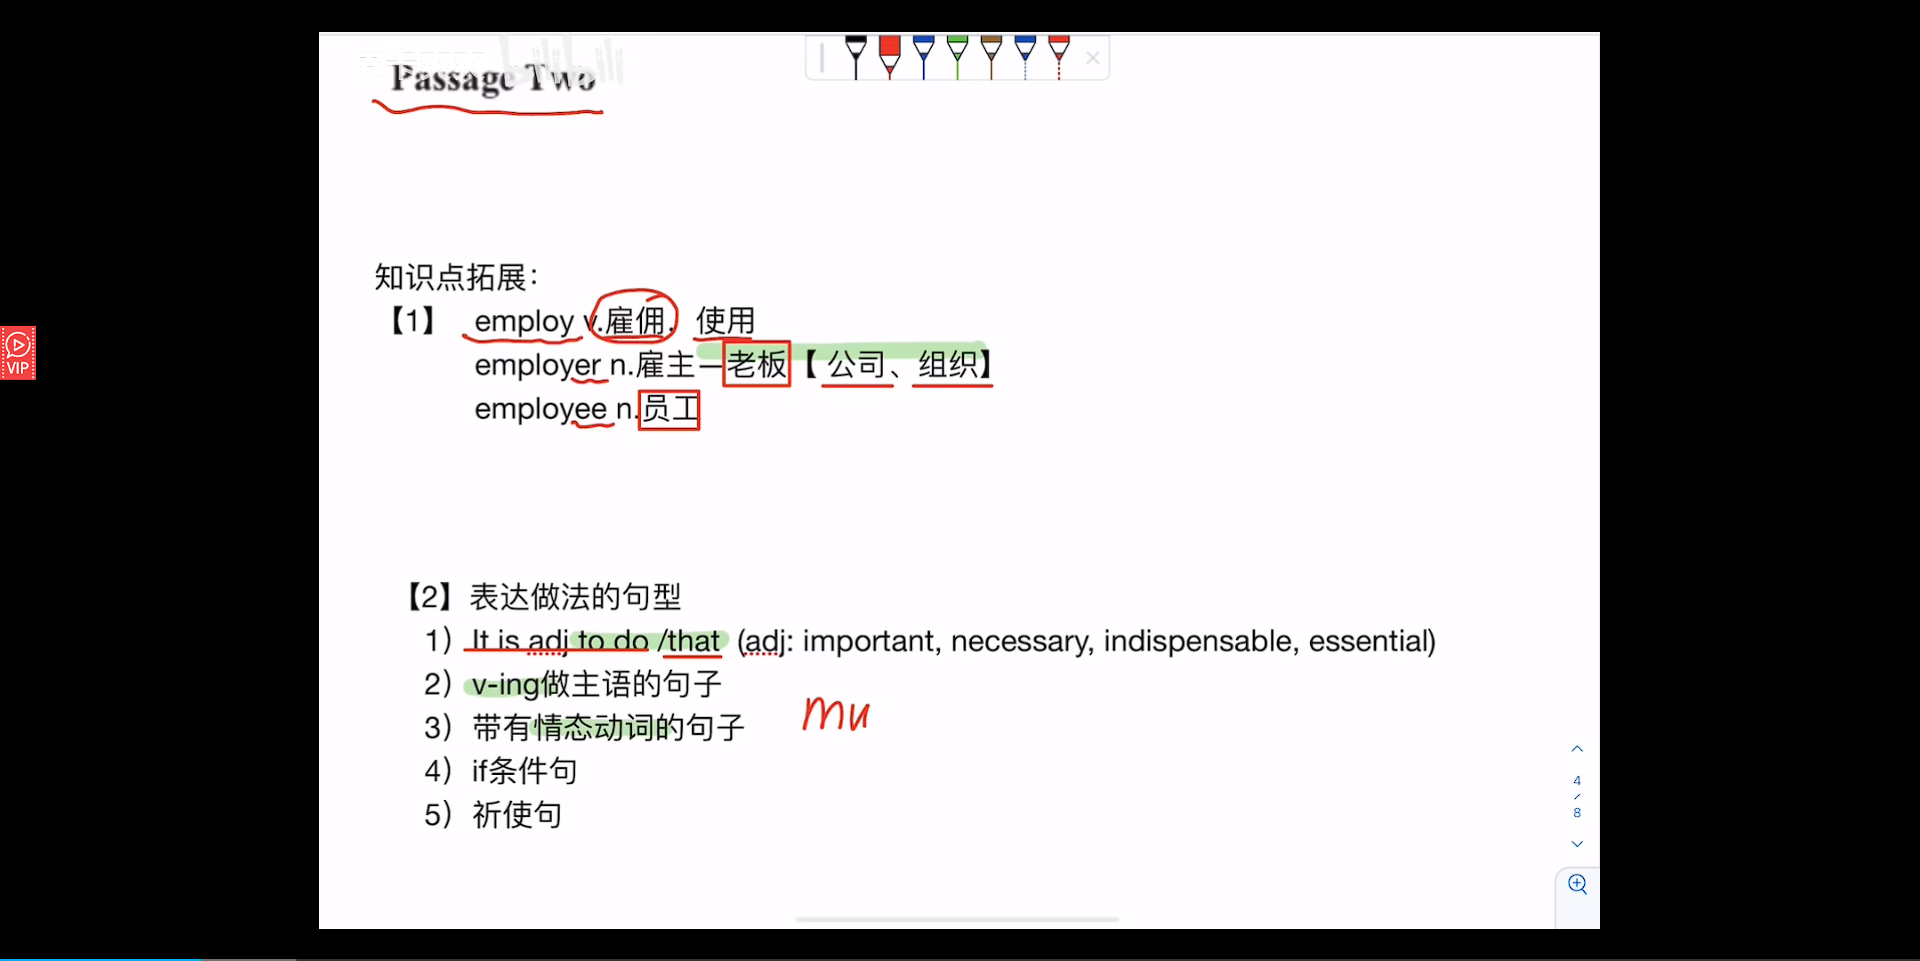 Passage Two
知识点拓展：
【1】 employ v.雇佣，使用
employer n.雇主—老板【公司、组织】
employee n.员工
【2】表达做法的句型
1）It is adj to do /that (adj: important, necessary, indispensable, essential)
2）v-ing做主语的句子
3）带有情态动词的句子
mu
4）if条件句
5）祈使句
VIP
4
/
8